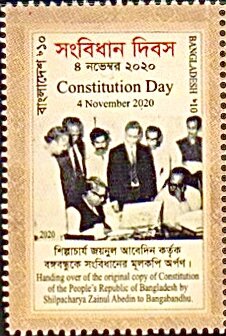 বাংলাদেশ ৳১০
সংবিধান দিবস
৪ নভেম্বর ২০২০
Constitution Day
4 November 2020
BANGLADESH ৳10
2020
শিল্পাচার্য জয়নুল আবেদিন কর্তৃক
বঙ্গবন্ধুকে সংবিধানের মূলকপি অর্পণ।
Handing over of the original copy of Constitution
of the People's Republic of Bangladesh by
Shilpacharya Zainul Abedin to Bangabandhu.